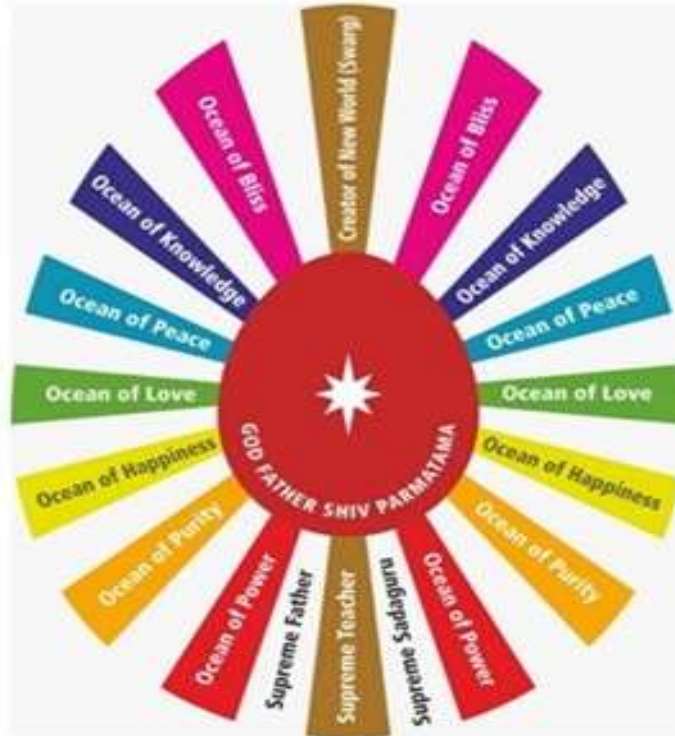 Creator of New World (Swarg)
Ocean of Bliss
Ocean of Bliss
Ocean of Knowledge
Ocean of Knowledge
Ocean of Peace
Ocean of Peace
Ocean of Love
Ocean of Love
GOD FATHER SHIV PARMATAMA
Ocean of Happiness
Ocean of Happiness
Ocean of Purity
Ocean of Purity
Ocean of Power
Supreme Father
Supreme Teacher
Supreme Sadaguru
Ocean of Power